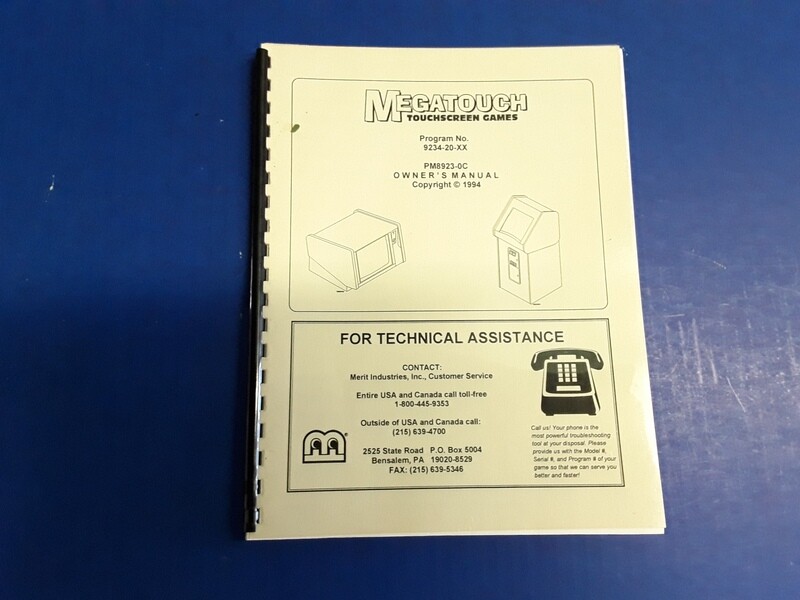 MEGATOUCH
TOUCHSCREEN GAMES
Program No.
9234-20-XX
PM8923-0C
OWNER'S MANUAL
Copyright © 1994
FOR TECHNICAL ASSISTANCE
CONTACT:
Merit Industries, Inc., Customer Service
Entire USA and Canada call toll-free
1-800-445-9353
Outside of USA and Canada call:
(215) 639-4700
2525 State Road P.O. Box 5004
Bensalem, PA 19020-8529
FAX: (215) 639-5346
Call us! Your phone is the
most powerful troubleshooting
tool at your disposal. Please
provide us with the Model #,
Serial #, and Program # of your
game so that we can serve you
better and faster!